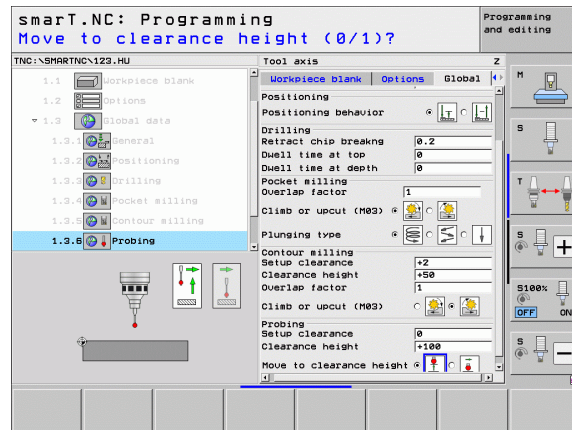 smarT.NC: Programming
Programming
and editing
Move to clearance height (0/1)?
TNC:\SMARTNC\123.HU
Tool axis Z
Workpiece blank Options Global
1.1 Workpiece blank
1.2 Options
1.3 Global data
1.3.1 General
1.3.2 Positioning
1.3.3 Drilling
1.3.4 Pocket milling
1.3.5 Contour milling
1.3.6 Probing
Positioning
Positioning behavior
Drilling
Retract chip breakng 0.2
Dwell time at top 0
Dwell time at depth 0
Pocket milling
Overlap factor 1
Climb or upcut (M03)
Plunging type
Contour milling
Setup clearance +2
Clearance height +50
Overlap factor 1
Climb or upcut (M03)
Probing
Setup clearance 0
Clearance height +100
Move to clearance height
M
S
T
S
+
S100%
OFF ON
S
−